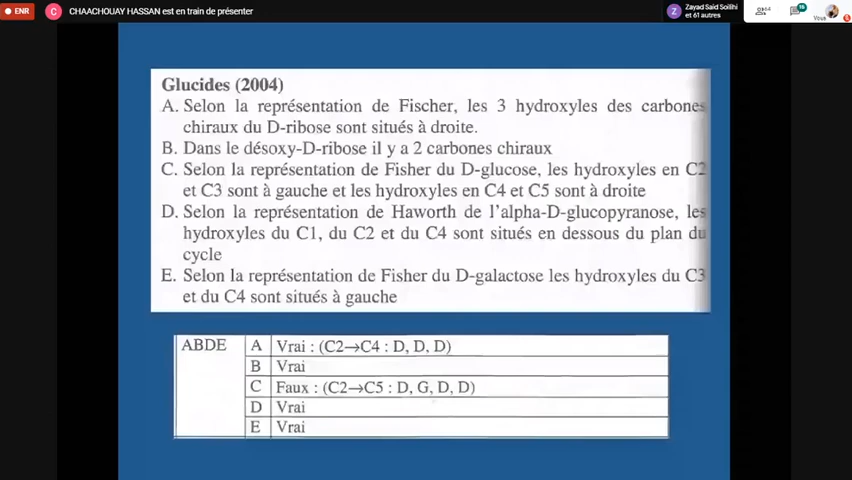 ENR
C CHAACHOUAY HASSAN est en train de présenter
Z Zayad Said Soilihi
et 61 autres
Vous
Glucides (2004)
A. Selon la représentation de Fischer, les 3 hydroxyles des carbones
chiraux du D-ribose sont situés à droite.
B. Dans le désoxy-D-ribose il y a 2 carbones chiraux
C. Selon la représentation de Fisher du D-glucose, les hydroxyles en C2
et C3 sont à gauche et les hydroxyles en C4 et C5 sont à droite
D. Selon la représentation de Haworth de l'alpha-D-glucopyranose, les
hydroxyles du C1, du C2 et du C4 sont situés en dessous du plan du
cycle
E. Selon la représentation de Fisher du D-galactose les hydroxyles du C3
et du C4 sont situés à gauche
ABDE A Vrai : (C2→C4 : D, D, D)
B Vrai
C Faux : (C2→C5 : D, G, D, D)
D Vrai
E Vrai